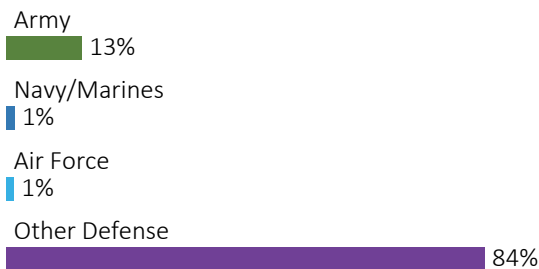 Army
13%
Navy/Marines
1%
Air Force
1%
Other Defense
84%